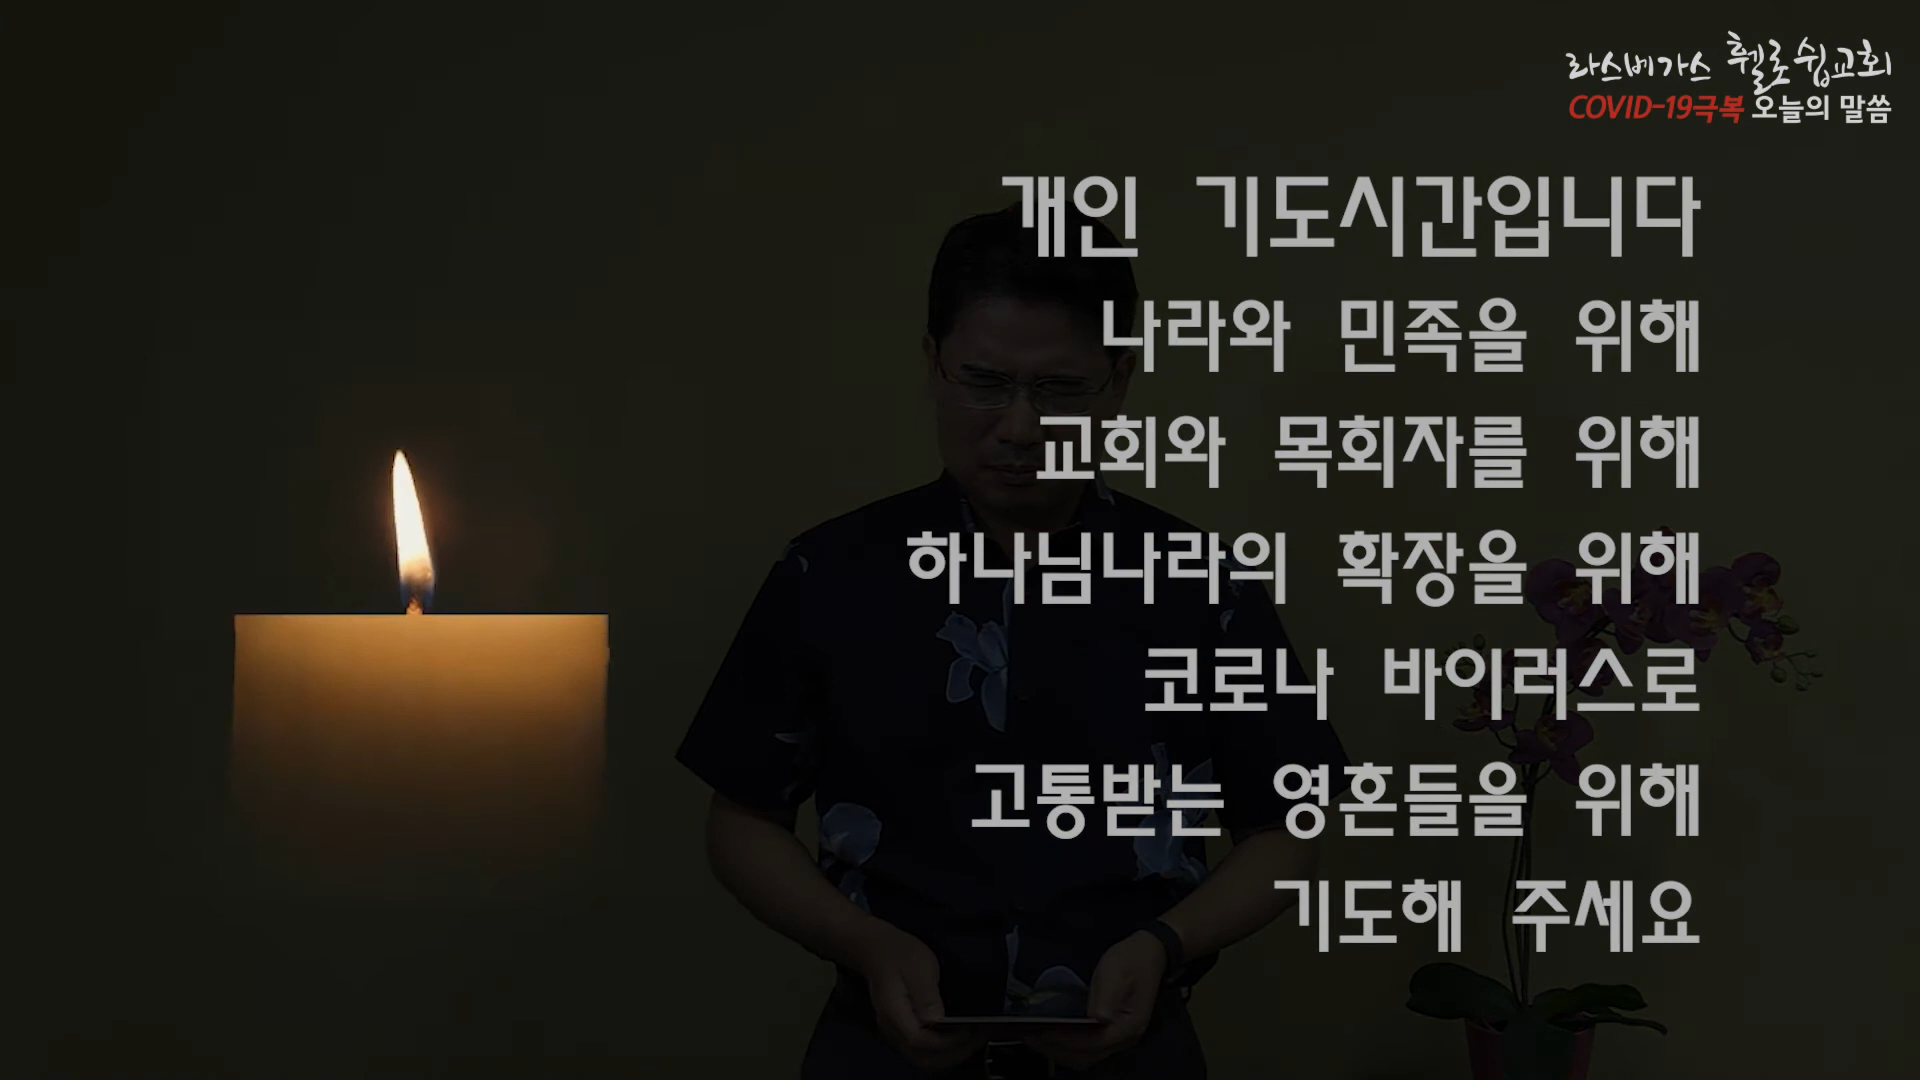 라스베가스 훼로쉽교회
COVID-19극복 오늘의 말씀
개인 기도시간입니다
나라와 민족을 위해
교회와 목회자를 위해
하나님나라의 확장을 위해
코로나 바이러스로
고통받는 영혼들을 위해
기도해 주세요